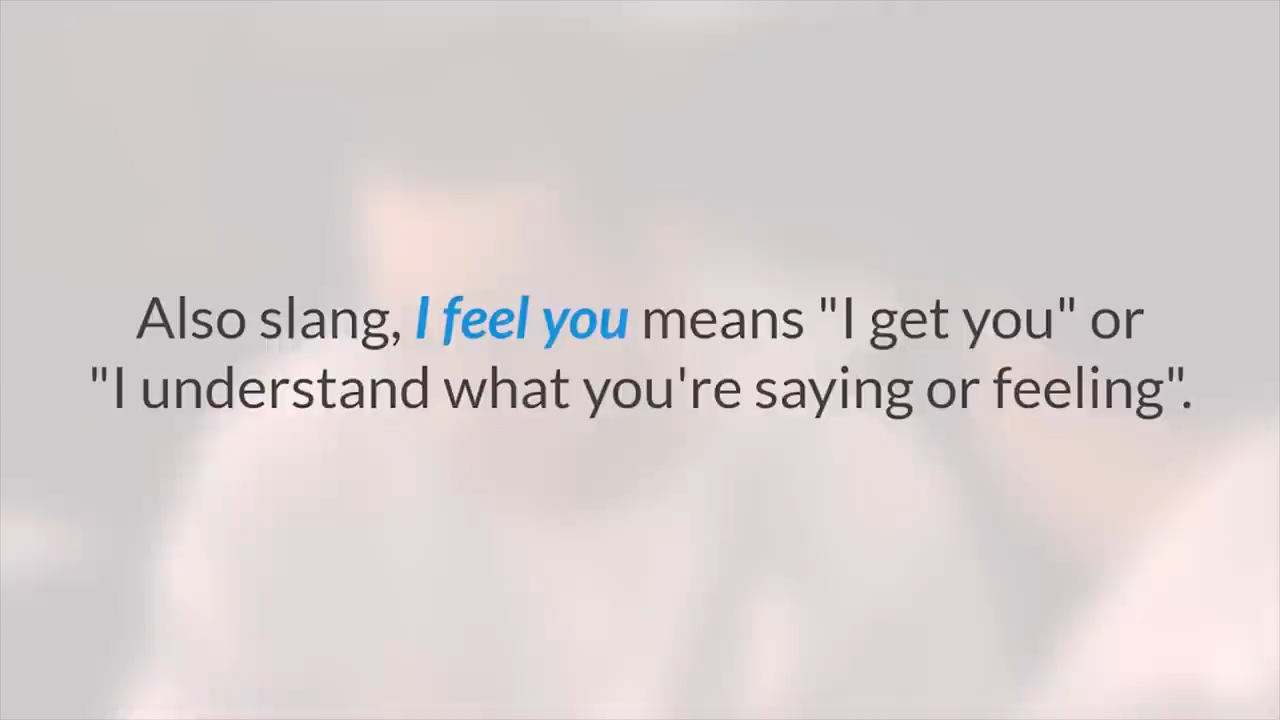 Also slang, I feel you means "I get you" or
"I understand what you're saying or feeling".